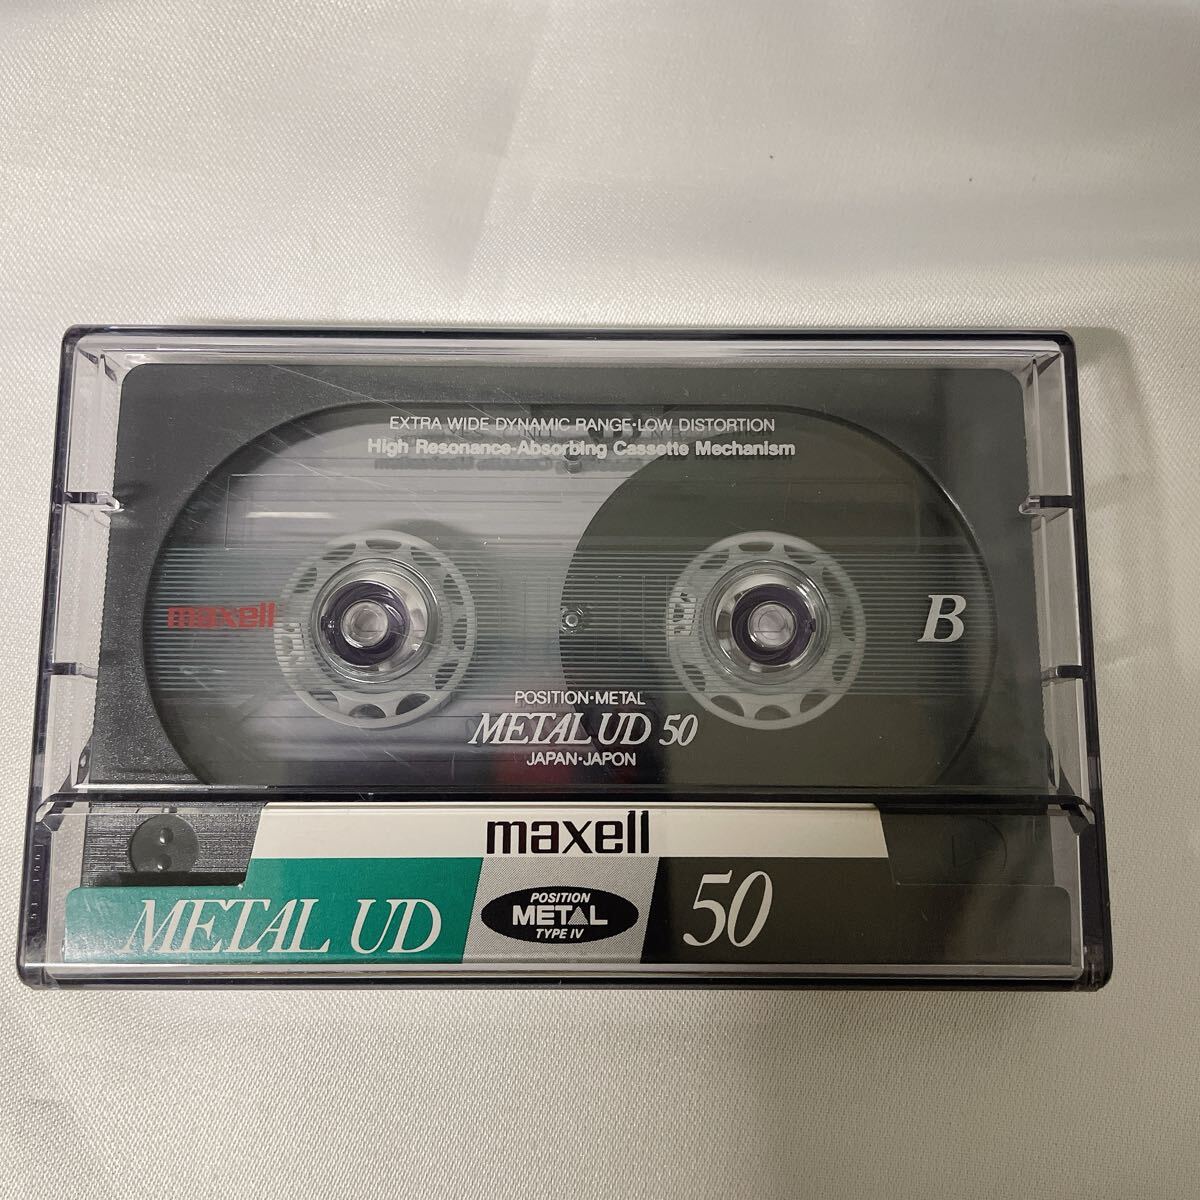 EXTRA WIDE DYNAMIC RANGE·LOW DISTORTION
High Resonance-Absorbing Cassette Mechanism
maxell
B
POSITION·METAL
METAL UD 50
JAPAN·JAPON
maxell
METAL UD
POSITION
METAL
TYPE IV
50